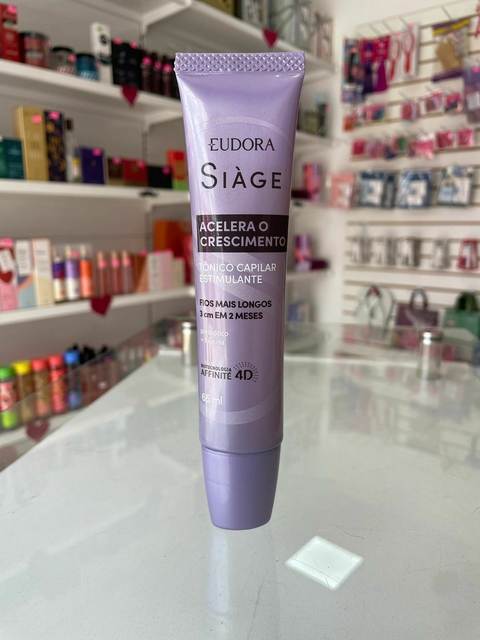 EUDORA
SIÀGE
ACELERA O
CRESCIMENTO
TÔNICO CAPILAR
ESTIMULANTE
FIOS MAIS LONGOS
3 cm EM 2 MESES
BIOTECNOLOGIA
AFFINITÉ 4D
65 ml